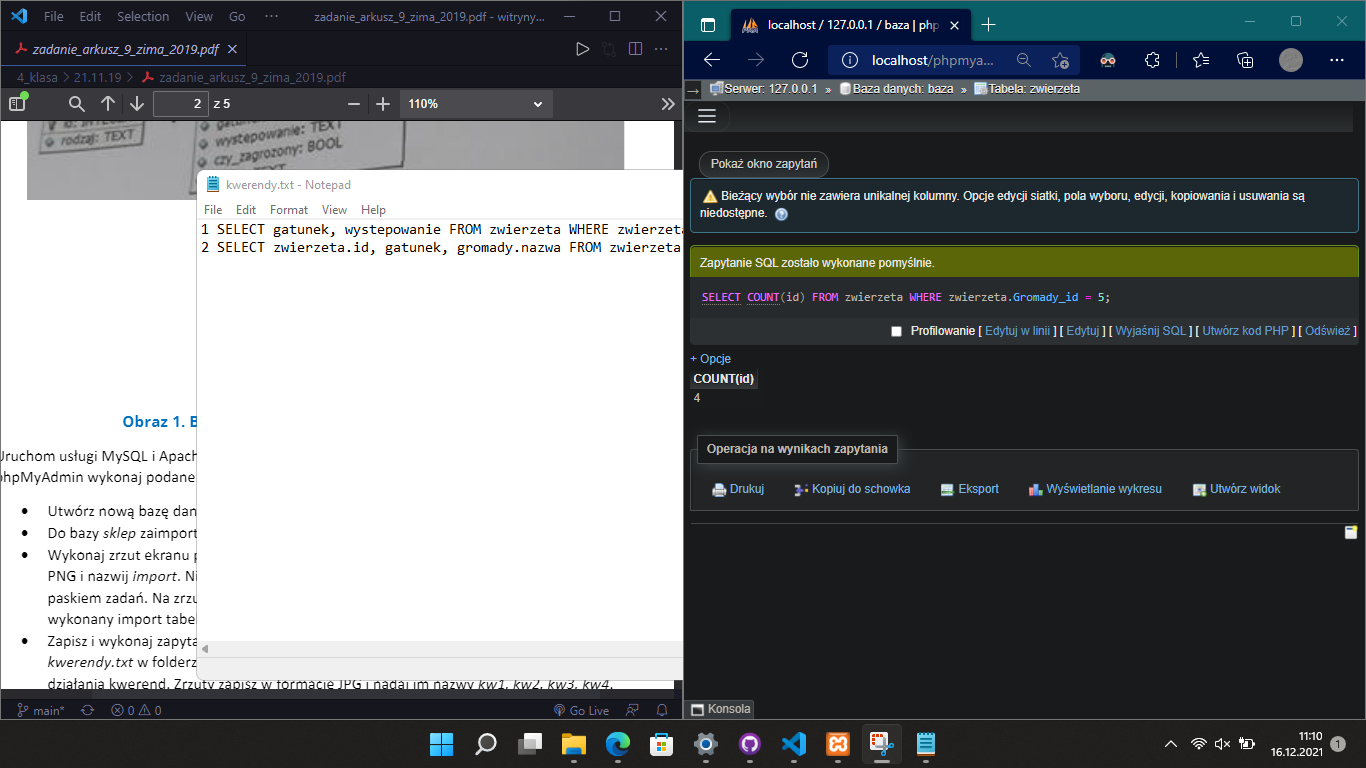 File Edit Selection View Go ··· zadanie_arkusz_9_zima_2019.pdf - witryny...
zadanie_arkusz_9_zima_2019.pdf
4_klasa > 21.11.19 > zadanie_arkusz_9_zima_2019.pdf
2 z 5
110%
rodzaj: TEXT
wystepowanie: TEXT
czy_zagrozony: BOOL
TEXT
kwerendy.txt - Notepad
File Edit Format View Help
1 SELECT gatunek, wystepowanie FROM zwierzeta WHERE zwierzeta
2 SELECT zwierzeta.id, gatunek, gromady.nazwa FROM zwierzeta
Obraz 1. B
Uruchom usługi MySQL i Apach
phpMyAdmin wykonaj podane
• Utwórz nową bazę dan
• Do bazy sklep zaimport
• Wykonaj zrzut ekranu p
PNG i nazwij import. Ni
paskiem zadań. Na zrzu
wykonany import tabel
• Zapisz i wykonaj zapyta
kwerendy.txt w folderz
działania kwerend. Zrzuty zapisz w formacie JPG i nadaj im nazwy kw1, kw2, kw3, kw4,
main*
0 0
Go Live
localhost / 127.0.0.1 / baza | php
localhost/phpmya...
Serwer: 127.0.0.1 » Baza danych: baza » Tabela: zwierzeta
Pokaż okno zapytań
Bieżący wybór nie zawiera unikalnej kolumny. Opcje edycji siatki, pola wyboru, edycji, kopiowania i usuwania są
niedostępne.
Zapytanie SQL zostało wykonane pomyślnie.
SELECT COUNT(id) FROM zwierzeta WHERE zwierzeta.Gromady_id = 5;
Profilowanie [ Edytuj w linii ] [ Edytuj ] [ Wyjaśnij SQL ] [ Utwórz kod PHP ] [ Odśwież ]
+ Opcje
COUNT(id)
4
Operacja na wynikach zapytania
Drukuj Kopiuj do schowka Eksport Wyświetlanie wykresu Utwórz widok
Konsola
11:10
16.12.2021
1